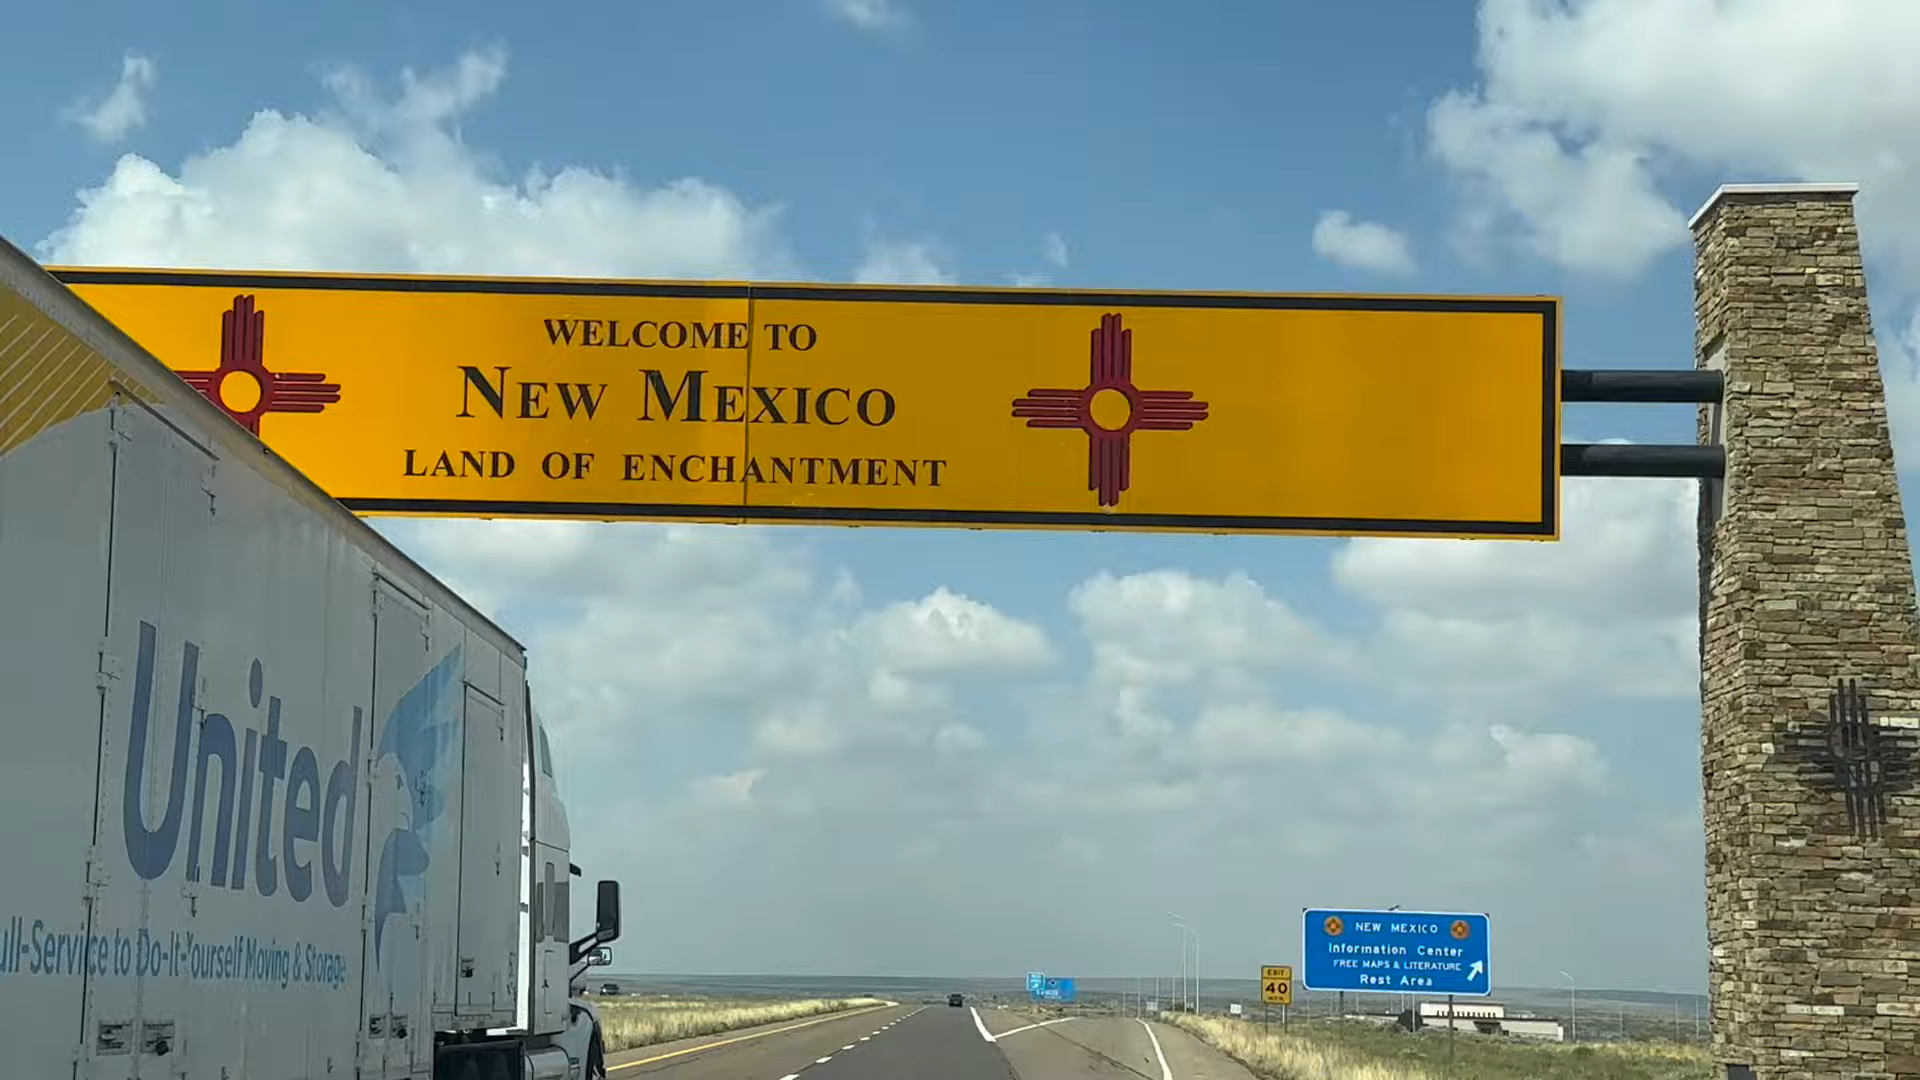 WELCOME TO
NEW MEXICO
LAND OF ENCHANTMENT
United
ull-Service to Do-It-Yourself Moving & Storage
NEW MEXICO
Information Center
FREE MAPS & LITERATURE
Rest Area
EXIT
40